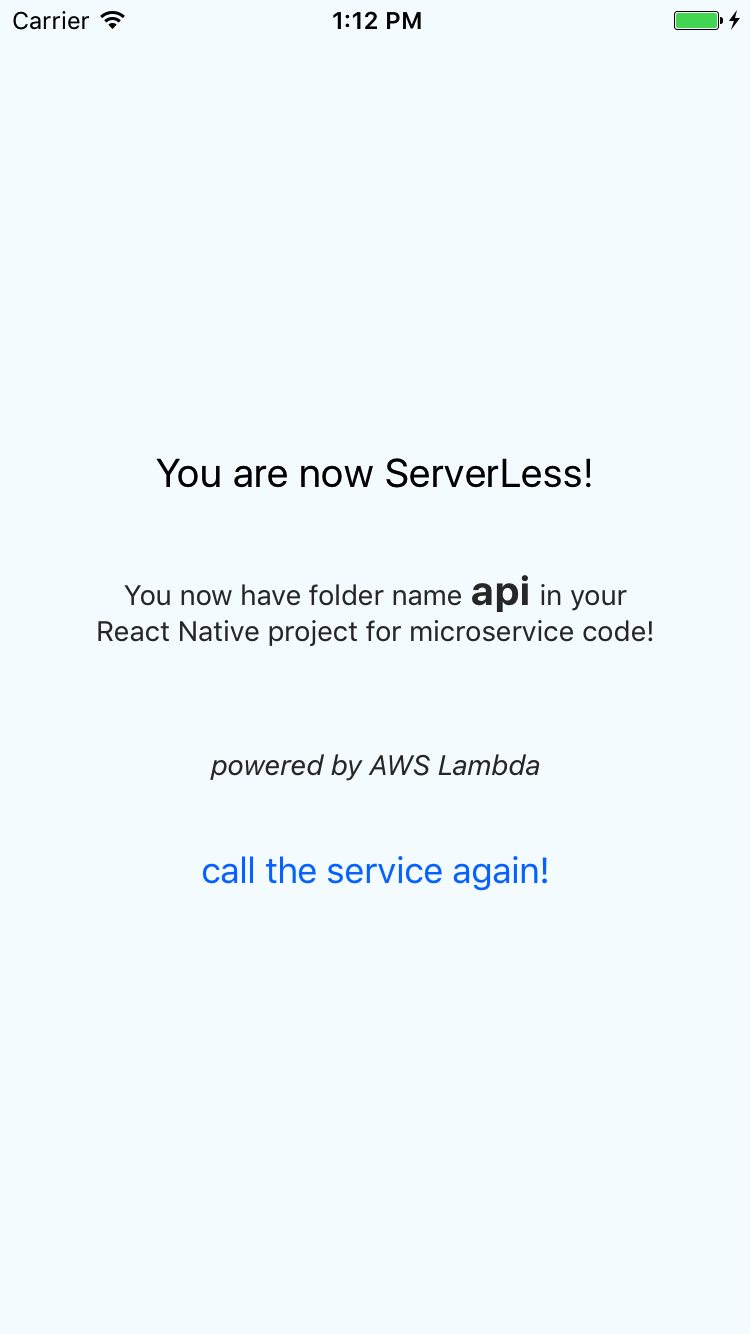 Carrier 1:12 PM
You are now ServerLess!
You now have folder name api in your
React Native project for microservice code!
powered by AWS Lambda
call the service again!